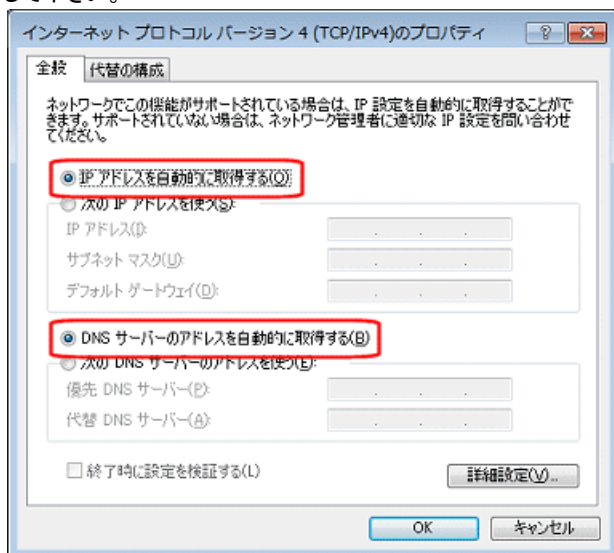 して下さい。
インターネット プロトコル バージョン 4 (TCP/IPv4)のプロパティ
全般 代替の構成
ネットワークでこの機能がサポートされている場合は、IP 設定を自動的に取得することがで
きます。サポートされていない場合は、ネットワーク管理者に適切な IP 設定を問い合わせ
てください。
IP アドレスを自動的に取得する(O)
次の IP アドレスを使う(S):
IP アドレス(I):
サブネット マスク(U):
デフォルト ゲートウェイ(D):
DNS サーバーのアドレスを自動的に取得する(B)
次の DNS サーバーのアドレスを使う(E):
優先 DNS サーバー(P):
代替 DNS サーバー(A):
終了時に設定を検証する(L)
詳細設定(V)...
OK キャンセル